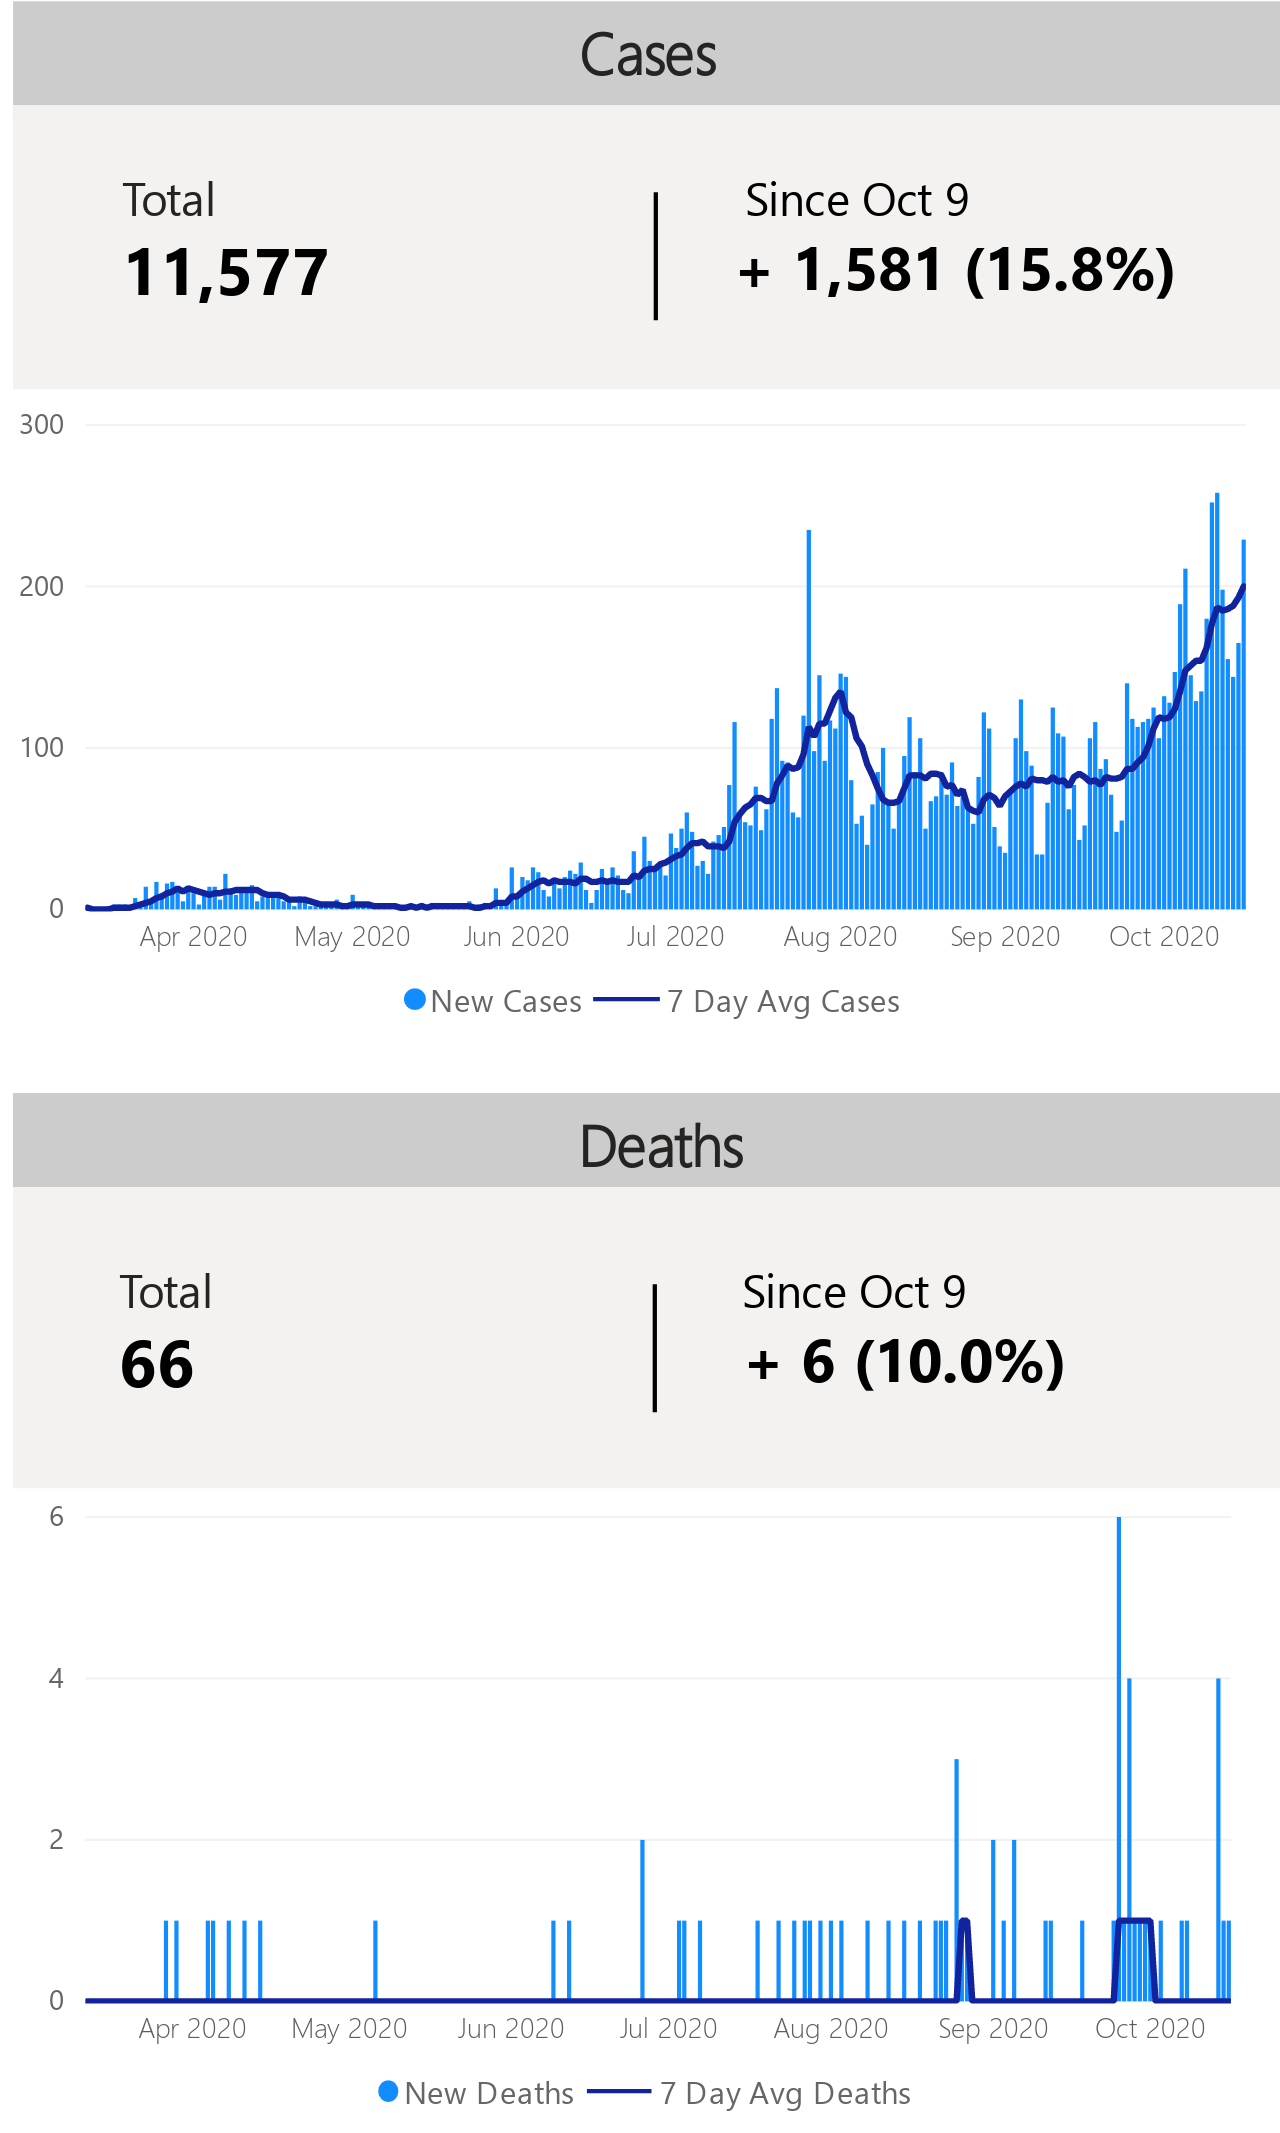 Cases
Total
Since Oct 9
11,577
+ 1,581 (15.8%)
300
200
100
0
Apr 2020 May 2020 Jun 2020 Jul 2020 Aug 2020 Sep 2020 Oct 2020
New Cases 7 Day Avg Cases
Deaths
Total
Since Oct 9
66
+ 6 (10.0%)
6
4
2
0
Apr 2020 May 2020 Jun 2020 Jul 2020 Aug 2020 Sep 2020 Oct 2020
New Deaths 7 Day Avg Deaths